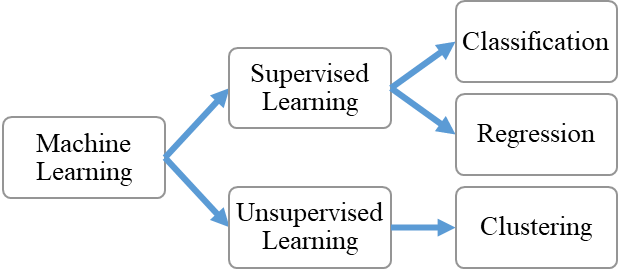 Machine
Learning
Supervised
Learning
Unsupervised
Learning
Classification
Regression
Clustering